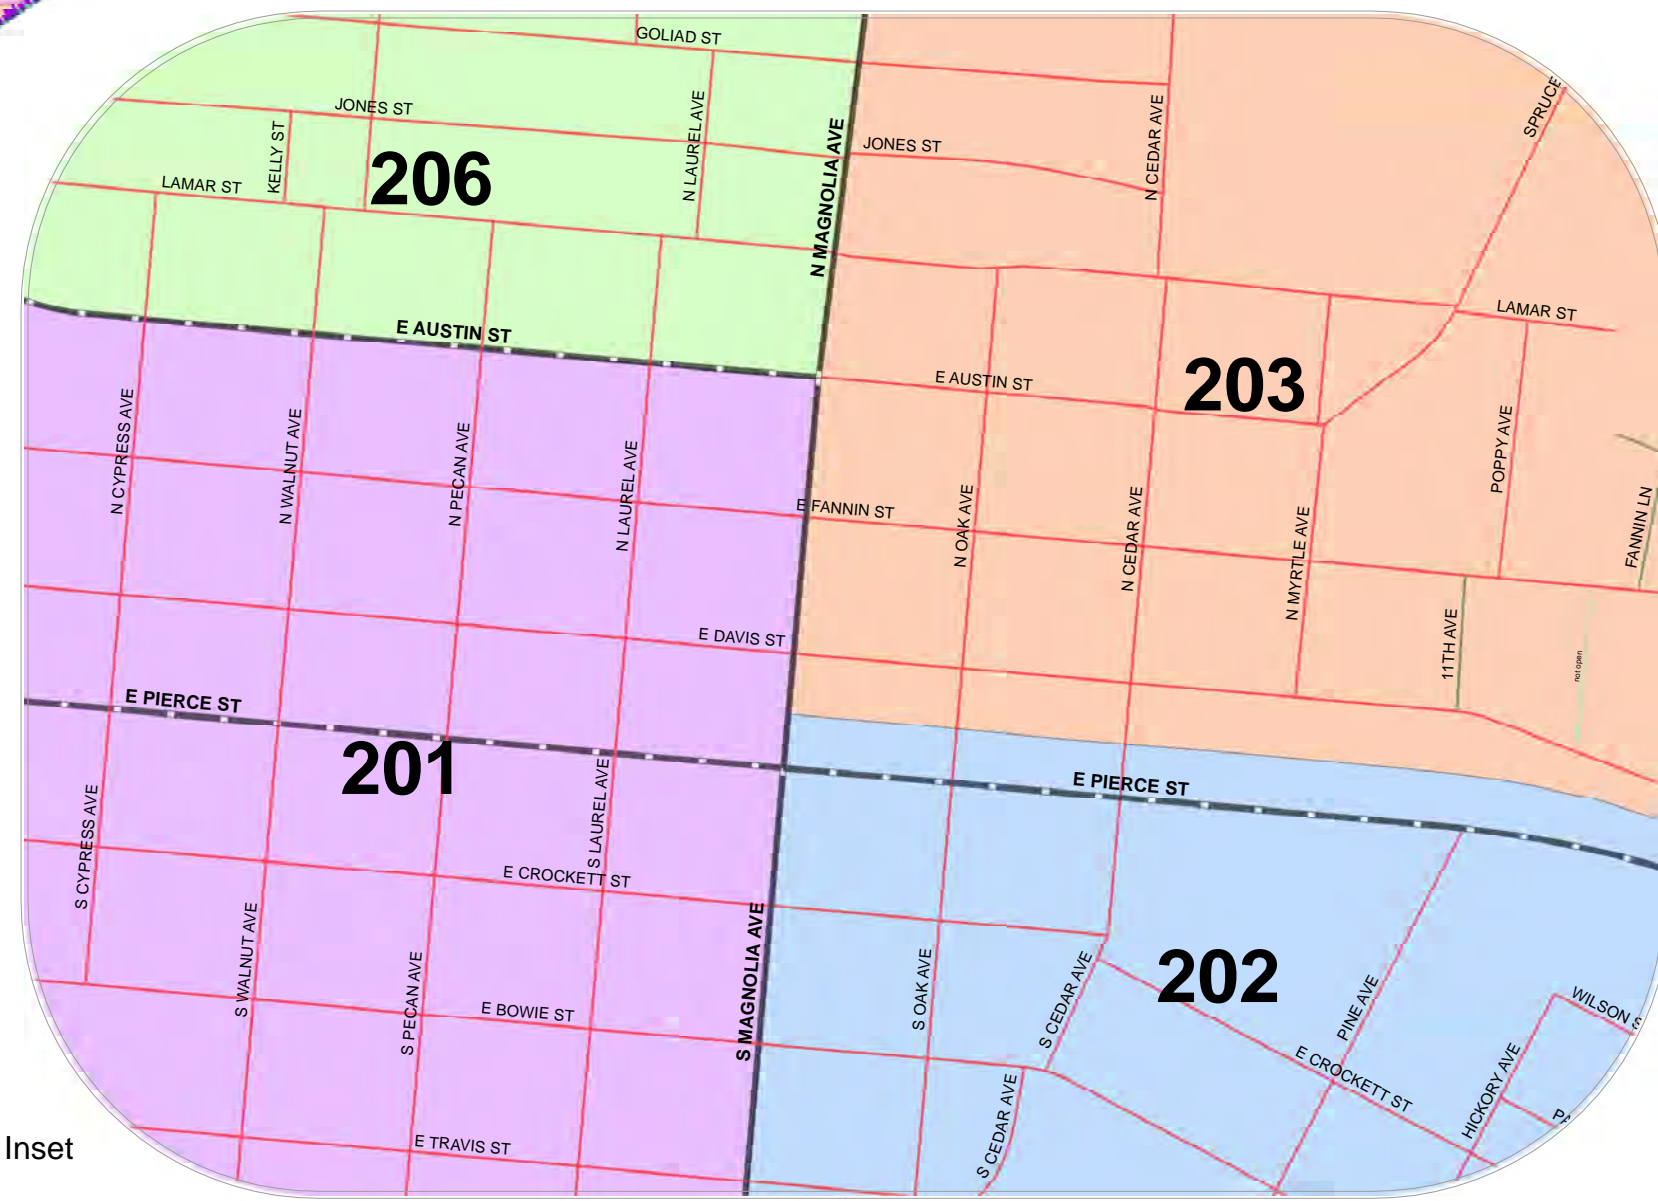 GOLIAD ST
JONES ST
KELLY ST
N LAUREL AVE
N MAGNOLIA AVE
JONES ST
N CEDAR AVE
SPRUCE
206
LAMAR ST
E AUSTIN ST
LAMAR ST
203
E AUSTIN ST
N CYPRESS AVE
N WALNUT AVE
N PECAN AVE
N LAUREL AVE
E FANNIN ST
N OAK AVE
N CEDAR AVE
N MYRTLE AVE
POPPY AVE
FANNIN LN
E DAVIS ST
11TH AVE
not open
E PIERCE ST
201
E PIERCE ST
S CYPRESS AVE
S LAUREL AVE
E CROCKETT ST
S WALNUT AVE
S PECAN AVE
E BOWIE ST
S MAGNOLIA AVE
S OAK AVE
S CEDAR AVE
202
PINE AVE
WILSON S
E CROCKETT ST
HICKORY AVE
S CEDAR AVE
E TRAVIS ST
Inset